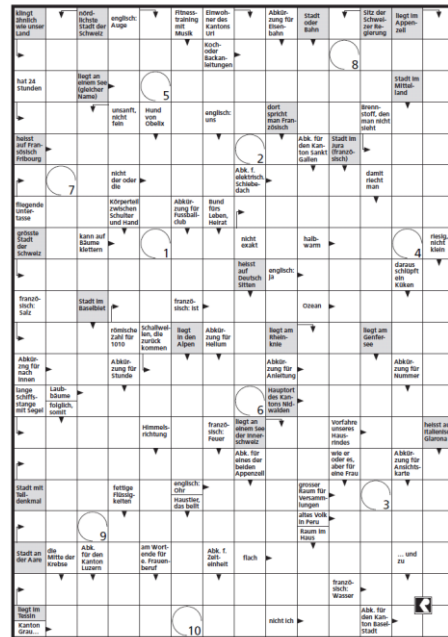 klingt ähnlich wie unser Land
nörd-lichste Stadt der Schweiz
englisch: Auge
Fitness-training mit Musik
Einwoh-ner des Kantons Uri
Abkür-zung für Eisen-bahn
Stadt oder Bahn
Sitz der Schwei-zer Re-gierung
liegt im Appen-zell
Koch- oder Backan-leitungen
8
hat 24 Stunden
liegt an einem See (gleicher Name)
5
Stadt im Mittel-land
unsanft, nicht fein
Hund von Obelix
englisch: uns
dort spricht man Fran-zösisch
Brenn-stoff, den man nicht sieht
heisst auf Fran-zösisch Fribourg
2
Abk. für den Kan-ton Sankt Gallen
Stadt im Jura (franzö-sisch)
7
nicht der oder die
Abk. f. elektrisch. Schiebe-dach
damit riecht man
fliegende Unter-tasse
Körperteil zwischen Schulter und Hand
Abkür-zung für Fussball-club
Bund fürs Leben, Heirat
grösste Stadt der Schweiz
kann auf Bäume klettern
1
nicht exakt
halb-warm
4
riesig, nicht klein
heisst auf Deutsch Sitten
englisch: Ja
daraus schlüpft ein Küken
franzö-sisch: Salz
Stadt im Baselbiet
franzö-sisch: ist
Ozean
römische Zahl für 1010
Schallwel-len, die zurück kommen
liegt in den Alpen
Abkür-zung für Helium
liegt am Rhein-knie
liegt am Genfer-see
Abkür-zung für nach Innen
Abkür-zung für Stunde
Abkür-zung für Anleitung
Abkür-zung für Nummer
lange Schiffs-stange mit Segel
Laub-bäume
folglich, somit
6
Hauptort des Kan-tons Nid-walden
Himmels-richtung
franzö-sisch: Feuer
liegt an einem See der Inner-schweiz
Vorfahre unseres Haus-rindes
heisst auf Italienisch Glarona
Abk. für eines der beiden Appenzell
wie er oder es, aber für eine Frau
Abkür-zung für Ansichts-karte
Stadt mit Tell-denkmal
fettige Flüssig-keiten
englisch: Ohr
Haustier, das bellt
grosser Raum für Versamm-lungen
3
9
altes Volk in Peru
Raum im Haus
Stadt an der Aare
die Mitte der Krebse
Abk. für den Kanton Luzern
am Wort-ende für e. Frauen-beruf
Abk. f. Zeit-einheit
flach
... und zu
franzö-sisch: Wasser
liegt im Tessin
Kanton Grau...
10
nicht ich
Abk. für den Kan-ton Basel-Stadt